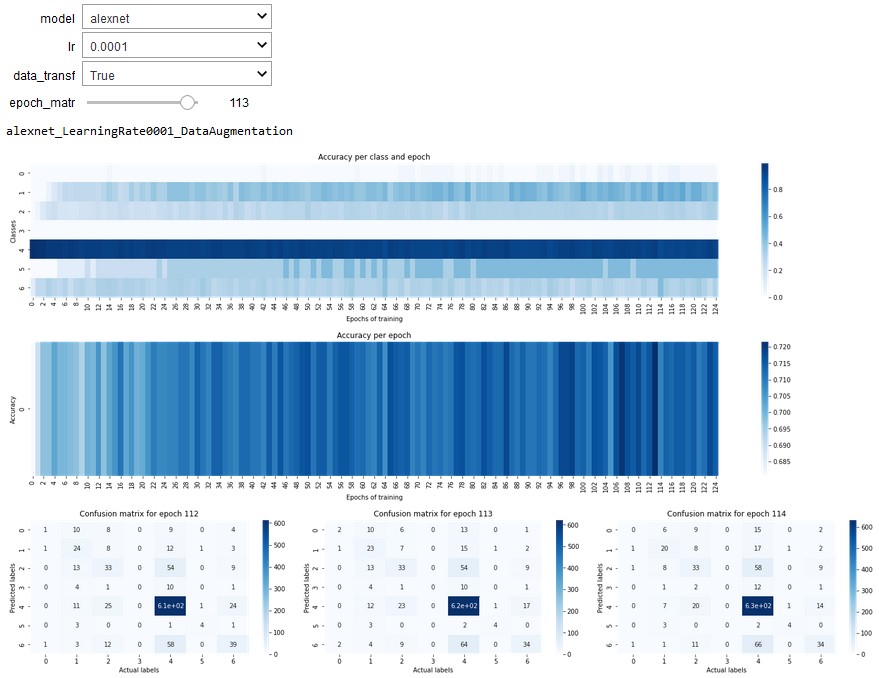 model alexnet
lr 0.0001
data_transf True
epoch_matr 113
alexnet_LearningRate0001_DataAugmentation
Accuracy per class and epoch
Classes
0
1
2
3
4
5
6
0 2 4 6 8 10 12 14 16 18 20 22 24 26 28 30 32 34 36 38 40 42 44 46 48 50 52 54 56 58 60 62 64 66 68 70 72 74 76 78 80 82 84 86 88 90 92 94 96 98 100 102 104 106 108 110 112 114 116 118 120 122 124
Epochs of training
0.8
0.6
0.4
0.2
0.0
Accuracy per epoch
Accuracy
0
0 2 4 6 8 10 12 14 16 18 20 22 24 26 28 30 32 34 36 38 40 42 44 46 48 50 52 54 56 58 60 62 64 66 68 70 72 74 76 78 80 82 84 86 88 90 92 94 96 98 100 102 104 106 108 110 112 114 116 118 120 122 124
Epochs of training
0.720
0.715
0.710
0.705
0.700
0.695
0.690
0.685
Confusion matrix for epoch 112
Predicted labels
0 1 10 8 0 9 0 4
1 1 24 8 0 12 1 3
2 0 13 33 0 54 0 9
3 0 4 1 0 10 0 1
4 0 11 25 0 6.1e+02 1 24
5 0 3 0 0 1 4 1
6 1 3 12 0 58 0 39
0 1 2 3 4 5 6
Actual labels
600
500
400
300
200
100
0
Confusion matrix for epoch 113
Predicted labels
0 2 10 6 0 13 0 1
1 1 23 7 0 15 1 2
2 0 13 33 0 54 0 9
3 0 4 1 0 10 0 1
4 0 12 23 0 6.2e+02 1 17
5 0 3 0 0 2 4 0
6 2 4 9 0 64 0 34
0 1 2 3 4 5 6
Actual labels
600
500
400
300
200
100
0
Confusion matrix for epoch 114
Predicted labels
0 0 6 9 0 15 0 2
1 1 20 8 0 17 1 2
2 1 8 33 0 58 0 9
3 0 1 2 0 12 0 1
4 0 7 20 0 6.3e+02 1 14
5 0 3 0 0 2 4 0
6 1 1 11 0 66 0 34
0 1 2 3 4 5 6
Actual labels
600
500
400
300
200
100
0